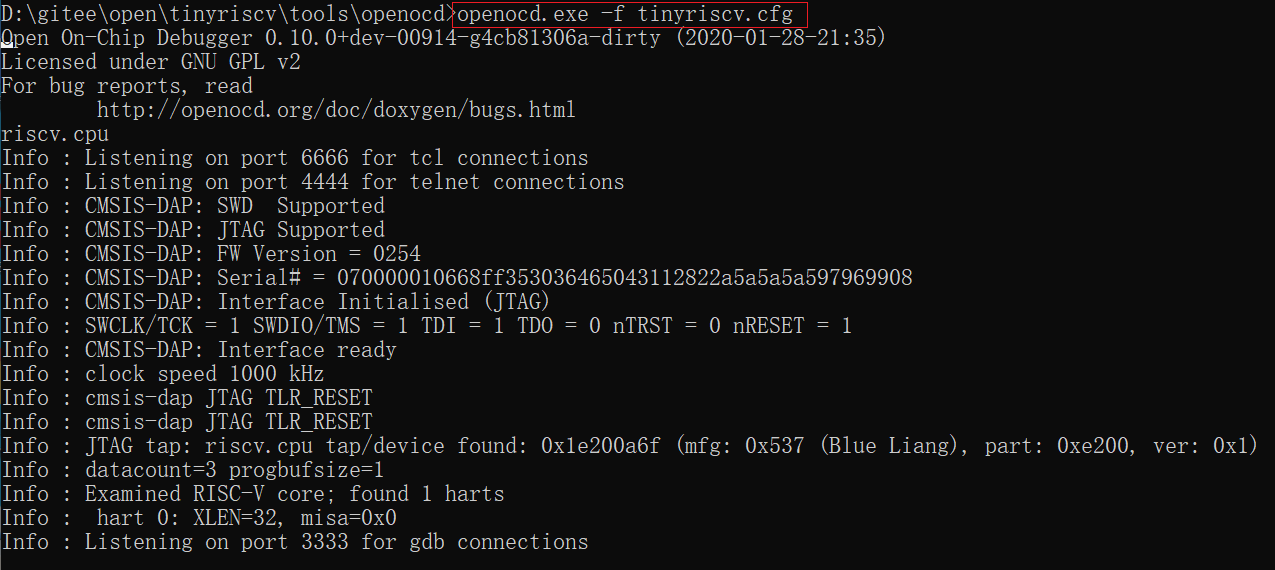 D:\gitee\open\tinyriscv\tools\openocd>openocd.exe -f tinyriscv.cfg
Open On-Chip Debugger 0.10.0+dev-00914-g4cb81306a-dirty (2020-01-28-21:35)
Licensed under GNU GPL v2
For bug reports, read
        http://openocd.org/doc/doxygen/bugs.html
riscv.cpu
Info : Listening on port 6666 for tcl connections
Info : Listening on port 4444 for telnet connections
Info : CMSIS-DAP: SWD  Supported
Info : CMSIS-DAP: JTAG Supported
Info : CMSIS-DAP: FW Version = 0254
Info : CMSIS-DAP: Serial# = 070000010668ff353036465043112822a5a5a5a597969908
Info : CMSIS-DAP: Interface Initialised (JTAG)
Info : SWCLK/TCK = 1 SWDIO/TMS = 1 TDI = 1 TDO = 0 nTRST = 0 nRESET = 1
Info : CMSIS-DAP: Interface ready
Info : clock speed 1000 kHz
Info : cmsis-dap JTAG TLR_RESET
Info : cmsis-dap JTAG TLR_RESET
Info : JTAG tap: riscv.cpu tap/device found: 0x1e200a6f (mfg: 0x537 (Blue Liang), part: 0xe200, ver: 0x1)
Info : datacount=3 progbufsize=1
Info : Examined RISC-V core; found 1 harts
Info :  hart 0: XLEN=32, misa=0x0
Info : Listening on port 3333 for gdb connections